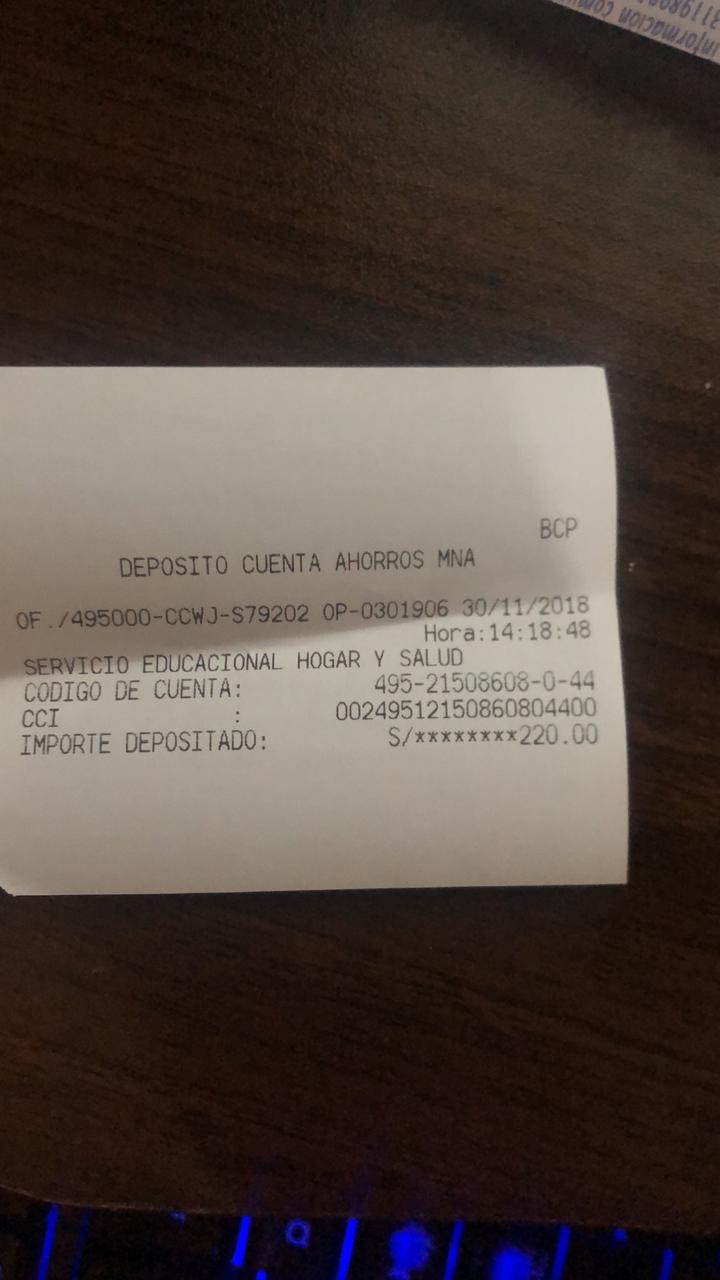 informacion
BCP
DEPOSITO CUENTA AHORROS MNA
OF./495000-CCWJ-S79202 OP-0301906 30/11/2018
Hora:14:18:48
SERVICIO EDUCACIONAL HOGAR Y SALUD
CODIGO DE CUENTA: 495-21508608-0-44
CCI : 00249512150860804400
IMPORTE DEPOSITADO: S/********220.00
Q